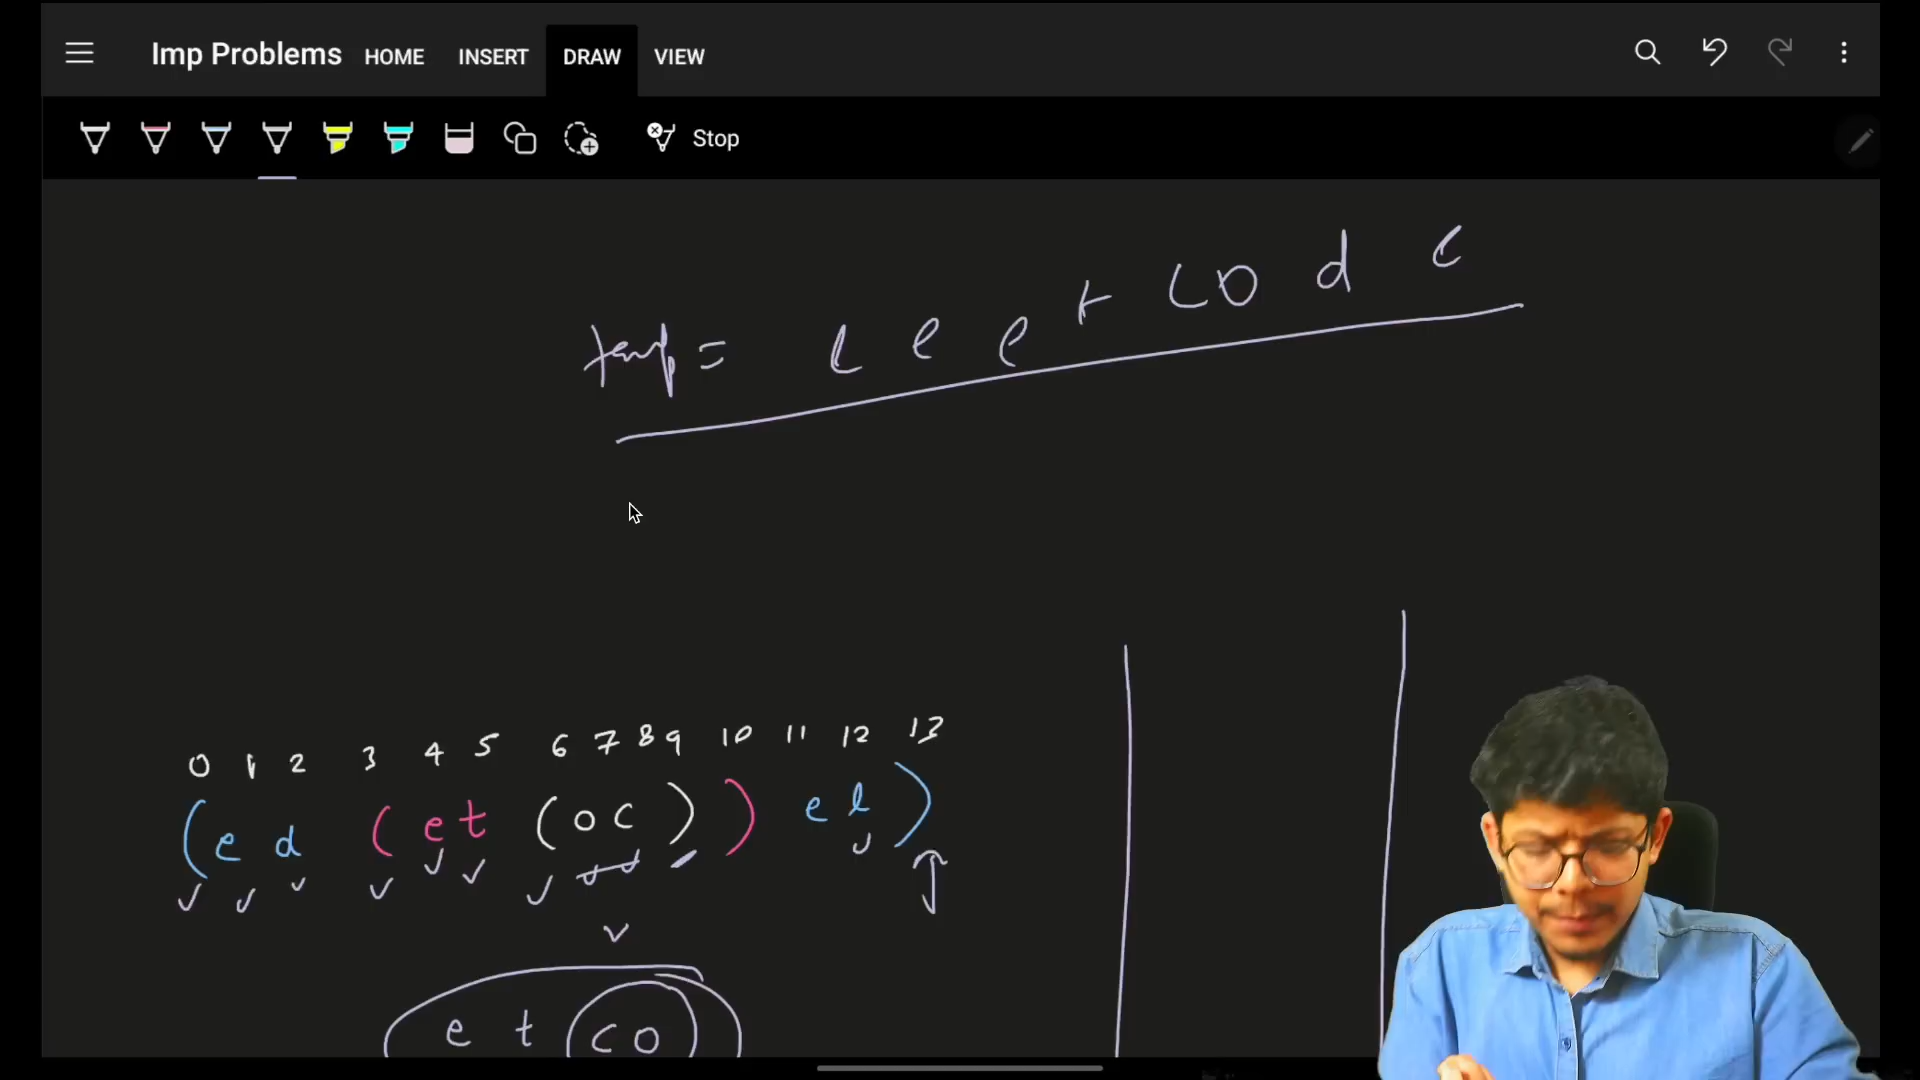 Imp Problems HOME INSERT DRAW VIEW
Stop
temp = l e e t c o d e
0 1 2 3 4 5 6 7 8 9 10 11 12 13
( e d ( e t ( o c ) ) e l )
e t c o